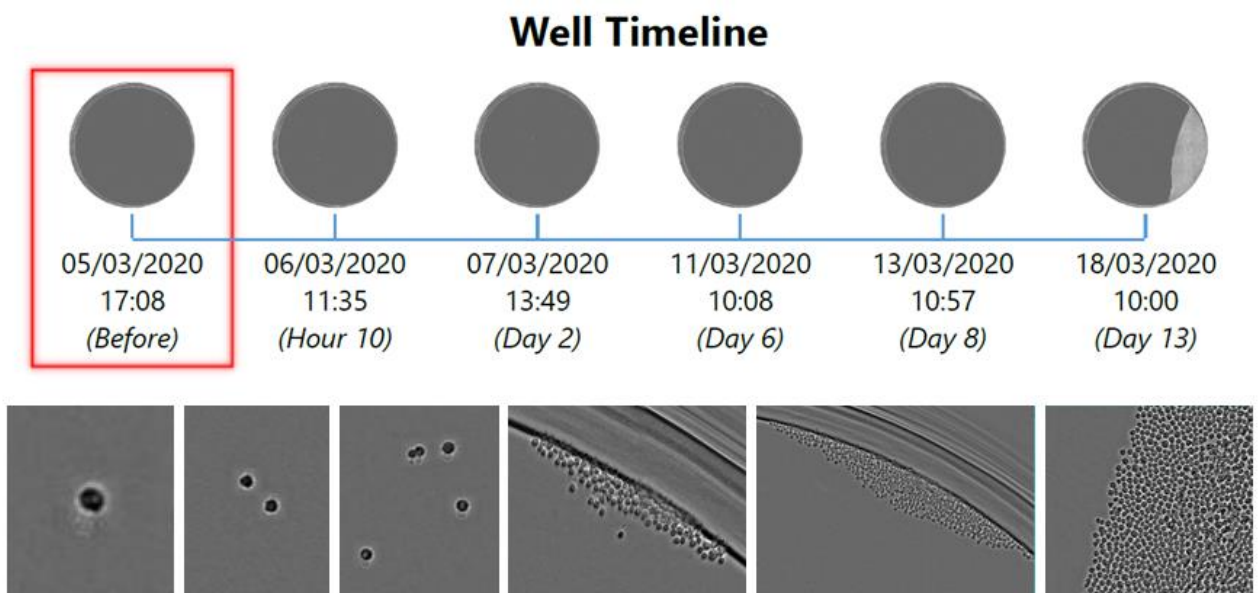 Well Timeline
05/03/2020 06/03/2020 07/03/2020 11/03/2020 13/03/2020 18/03/2020
17:08 11:35 13:49 10:08 10:57 10:00
(Before) (Hour 10) (Day 2) (Day 6) (Day 8) (Day 13)